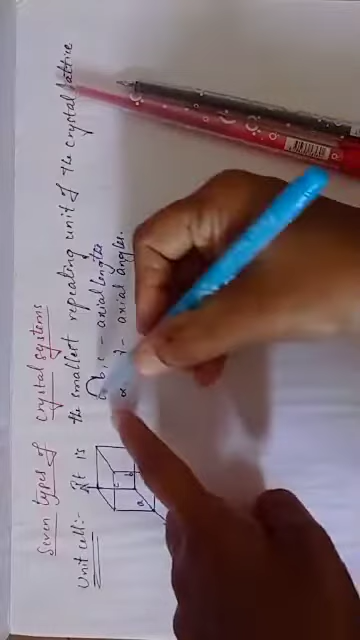 Seven types of crystal systems
Unit cell:- It is the smallest repeating unit of The crystal lattice
b, c - axial lengths
α, γ - axial angles.
c b
a